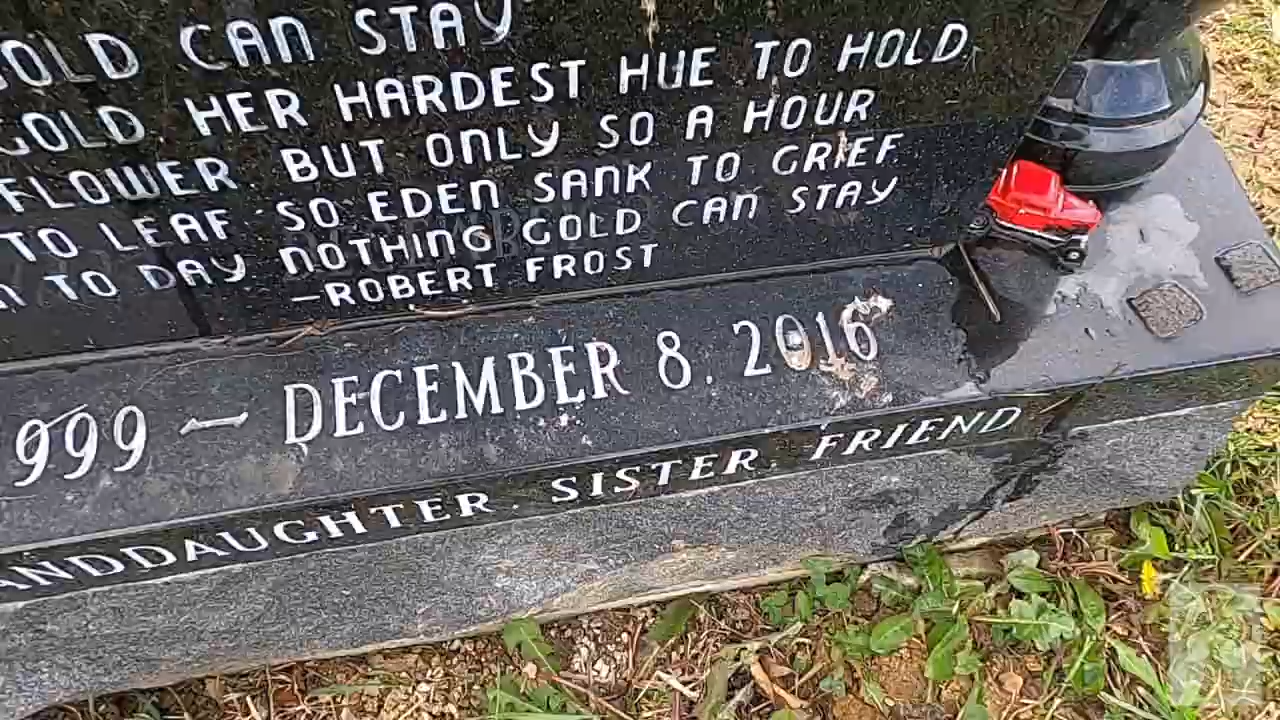 GOLD CAN STAY
GOLD, HER HARDEST HUE TO HOLD,
FLOWER BUT ONLY SO A HOUR
TO LEAF SO EDEN SANK TO GRIEF
TO DAY NOTHING GOLD CAN STAY
—ROBERT FROST
999 — DECEMBER 8, 2016
ANDDAUGHTER, SISTER, FRIEND